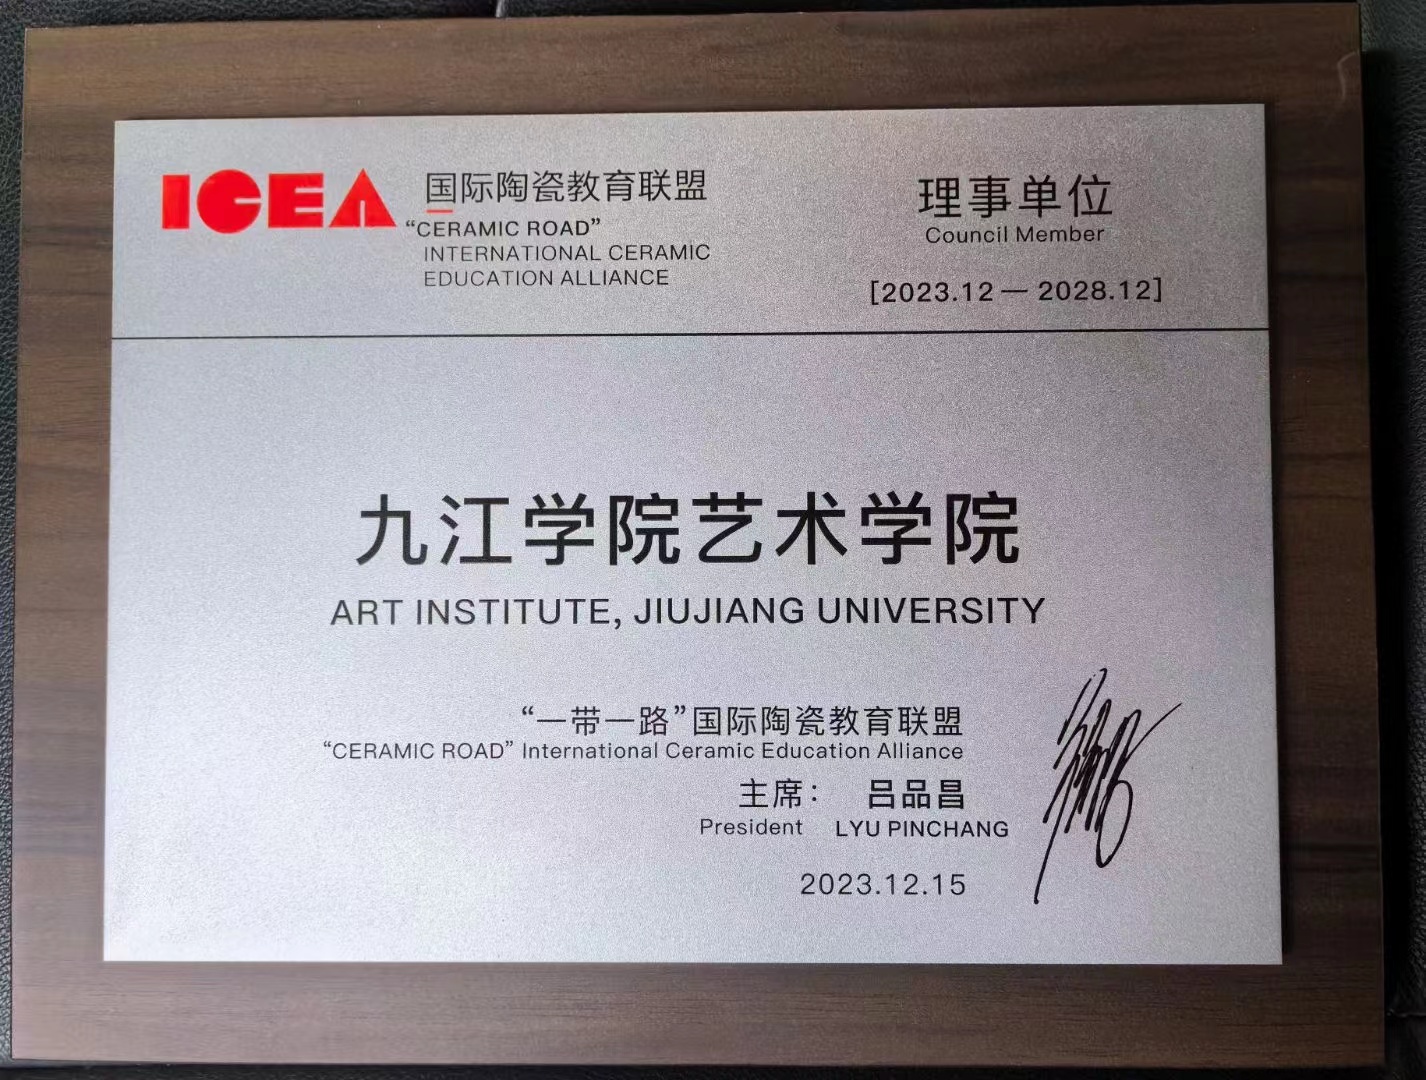 ICEA 国际陶瓷教育联盟
“CERAMIC ROAD”
INTERNATIONAL CERAMIC
EDUCATION ALLIANCE
理事单位
Council Member
[2023.12 — 2028.12]
九江学院艺术学院
ART INSTITUTE, JIUJIANG UNIVERSITY
“一带一路”国际陶瓷教育联盟
“CERAMIC ROAD” International Ceramic Education Alliance
主席： 吕品昌
President LYU PINCHANG
2023.12.15